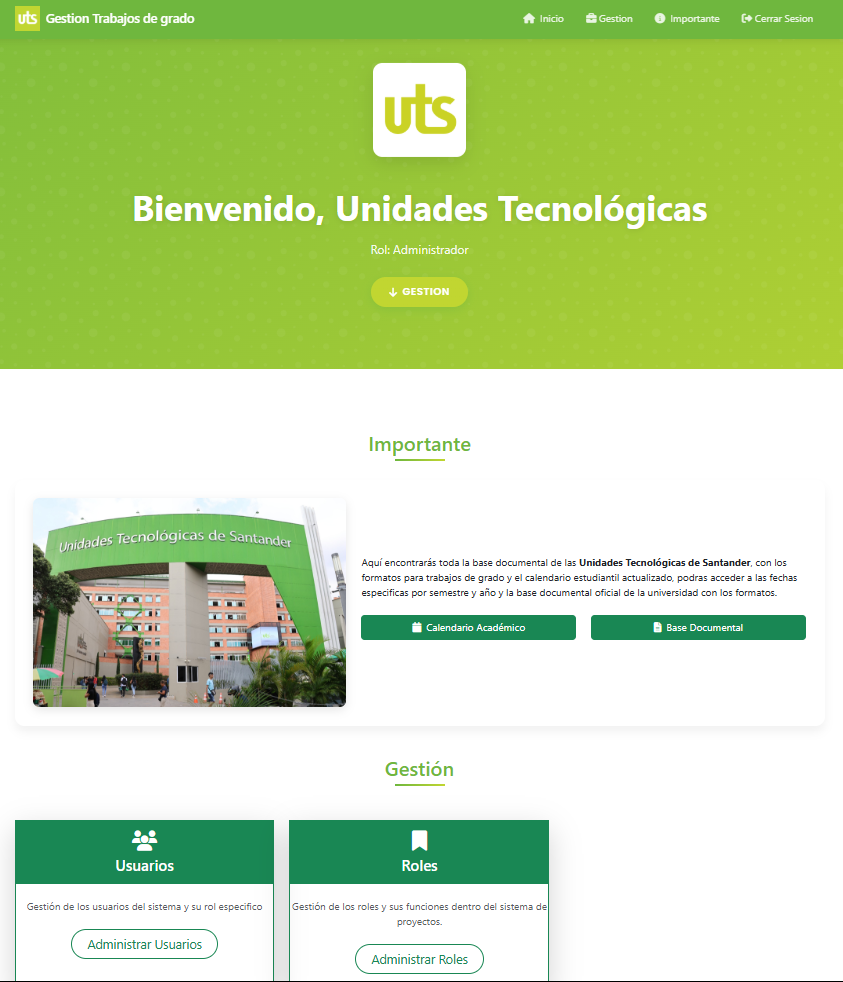 uts Gestion Trabajos de grado
Inicio
Gestion
Importante
Cerrar Sesion
uts
Bienvenido, Unidades Tecnológicas
Rol: Administrador
GESTION
Importante
Unidades Tecnológicas de Santander
Aquí encontrarás toda la base documental de las Unidades Tecnológicas de Santander, con los
formatos para trabajos de grado y el calendario estudiantil actualizado, podras acceder a las fechas
especificas por semestre y año y la base documental oficial de la universidad con los formatos.
Calendario Académico
Base Documental
Gestión
Usuarios
Gestión de los usuarios del sistema y su rol especifico
Administrar Usuarios
Roles
Gestión de los roles y sus funciones dentro del sistema de
proyectos.
Administrar Roles